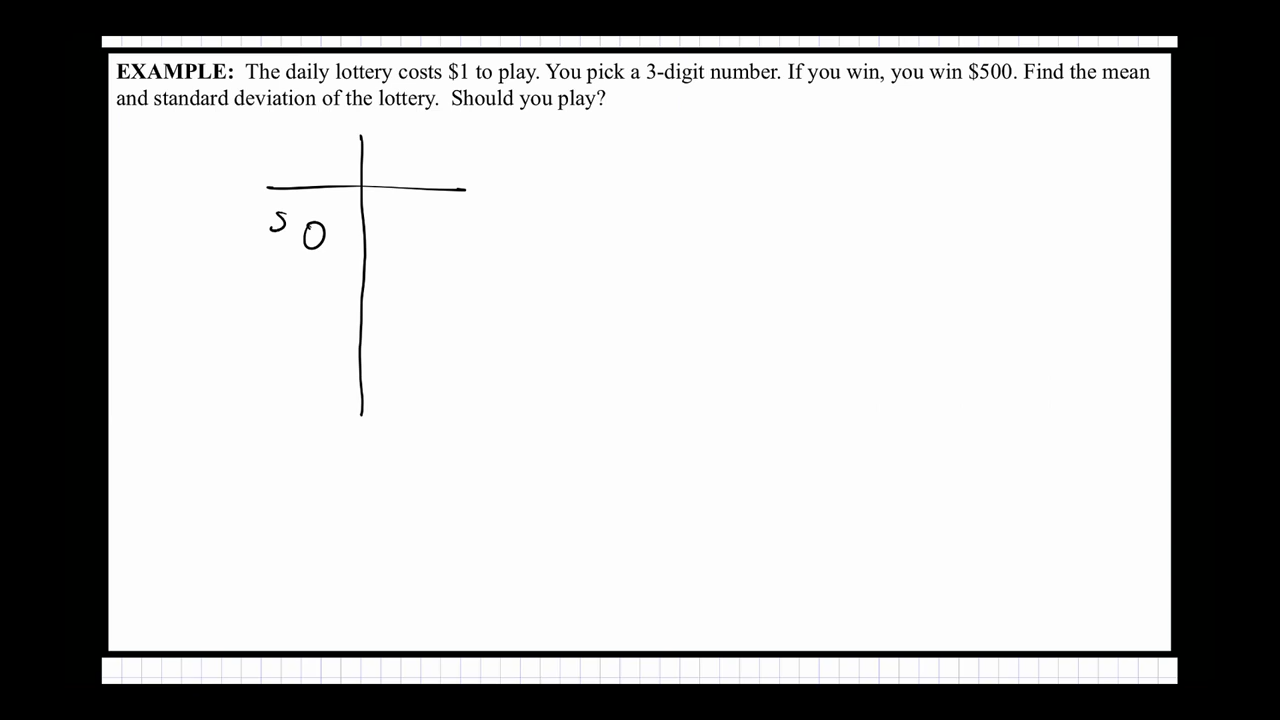 EXAMPLE: The daily lottery costs $1 to play. You pick a 3-digit number. If you win, you win $500. Find the mean
and standard deviation of the lottery. Should you play?
S 0